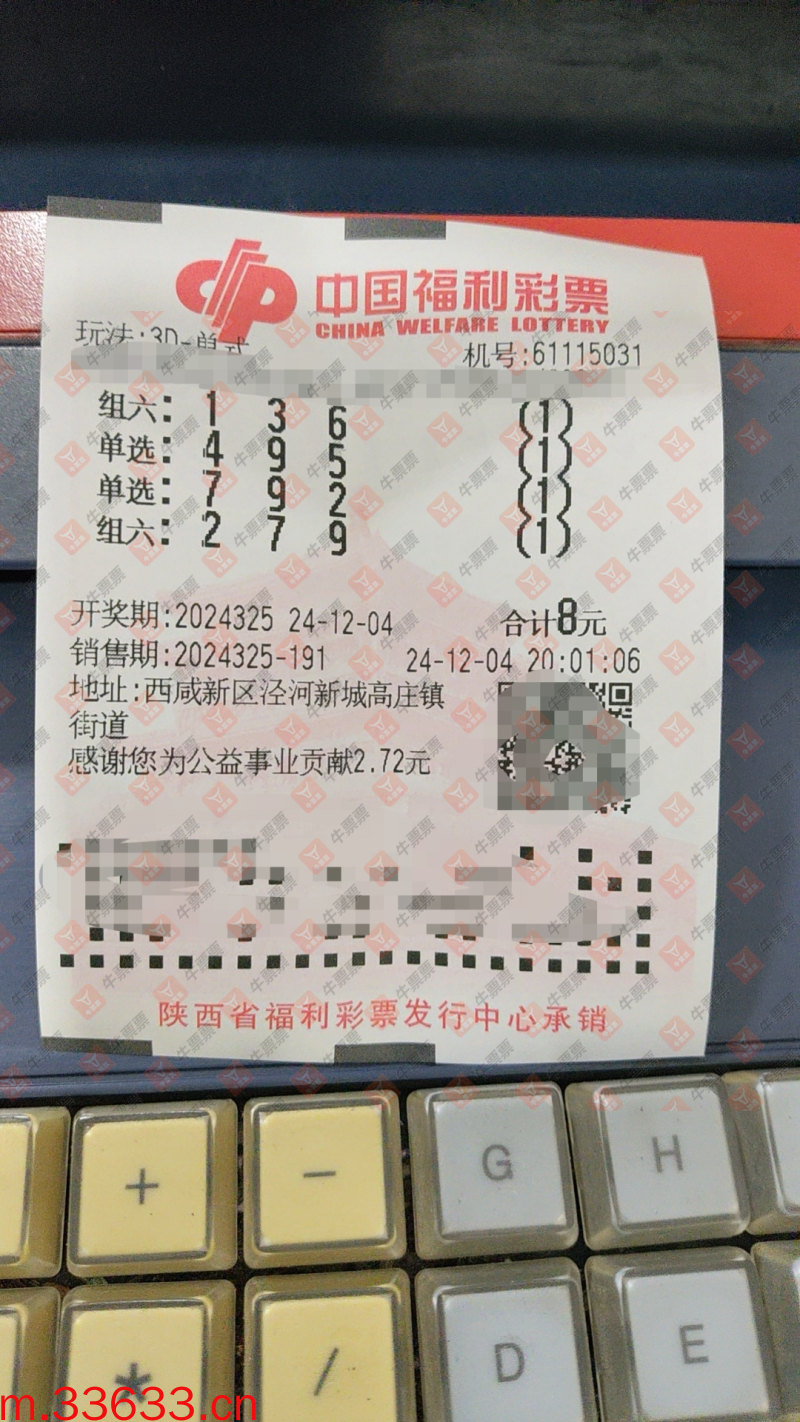 中国福利彩票
CHINA WELFARE LOTTERY
玩法:3D-单式
机号:61115031
组六: 1 3 6 (1)
单选: 4 9 5 (1)
单选: 7 9 2 (1)
组六: 2 7 9 (1)
开奖期:2024325 24-12-04 合计8元
销售期:2024325-191 24-12-04 20:01:06
地址:西咸新区泾河新城高庄镇
街道
感谢您为公益事业贡献2.72元
陕西省福利彩票发行中心承销
牛票票
+ - G H
* / D E
m.33633.cn